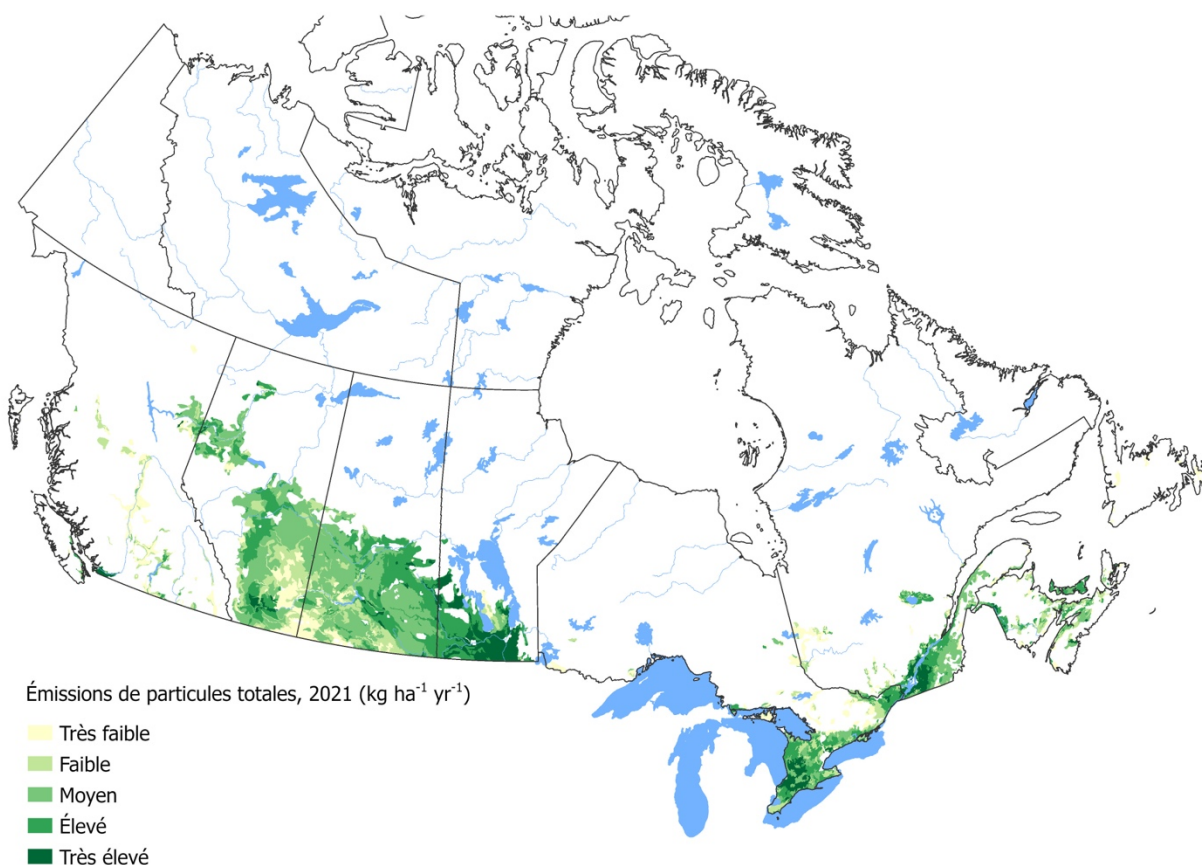 Émissions de particules totales, 2021 (kg ha⁻¹ yr⁻¹)
Très faible
Faible
Moyen
Élevé
Très élevé